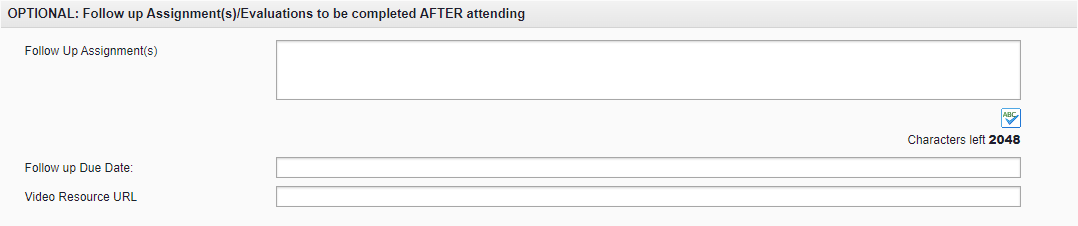 OPTIONAL: Follow up Assignment(s)/Evaluations to be completed AFTER attending
Follow Up Assignment(s)
ABC
Characters left 2048
Follow up Due Date:
Video Resource URL